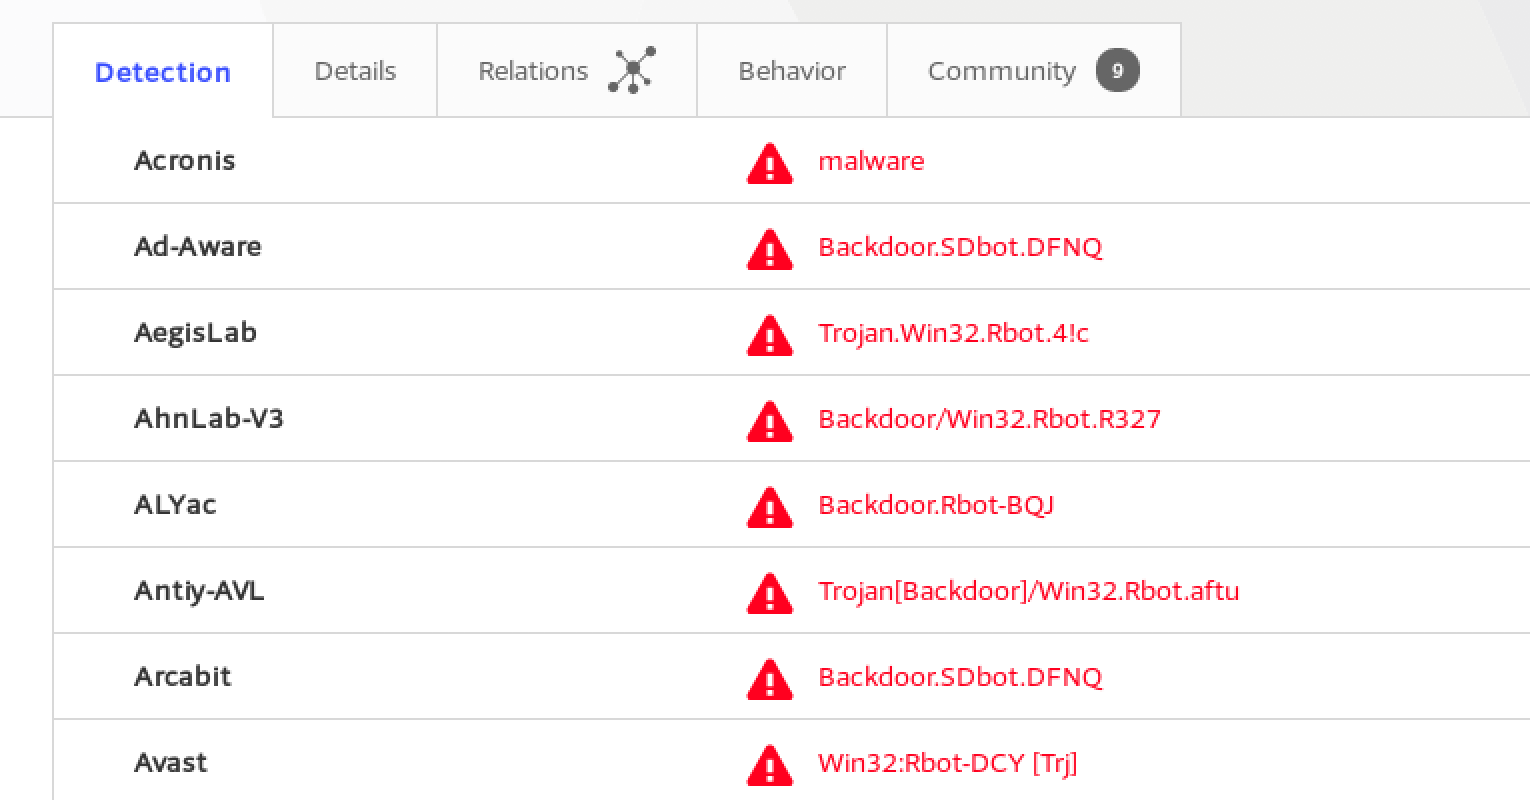 Detection Details Relations Behavior Community 9
Acronis malware
Ad-Aware Backdoor.SDbot.DFNQ
AegisLab Trojan.Win32.Rbot.4!c
AhnLab-V3 Backdoor/Win32.Rbot.R327
ALYac Backdoor.Rbot-BQJ
Antiy-AVL Trojan[Backdoor]/Win32.Rbot.aftu
Arcabit Backdoor.SDbot.DFNQ
Avast Win32:Rbot-DCY [Trj]